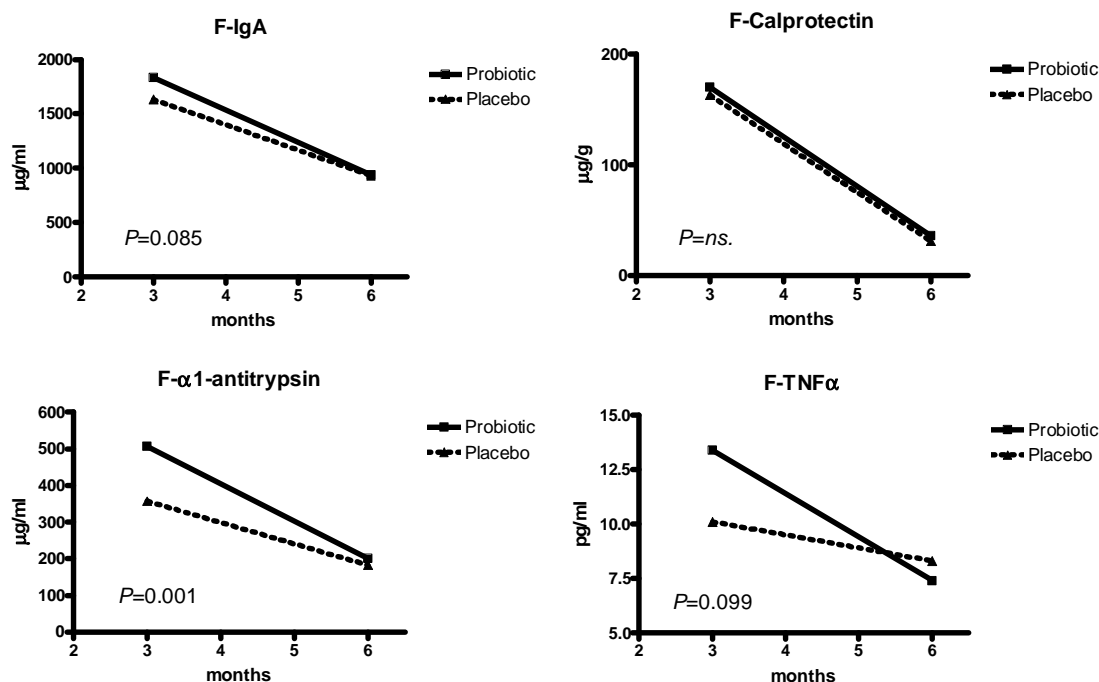 F-IgA
2000
1500
1000
500
0
µg/ml
2 3 4 5 6
months
P=0.085
Probiotic
Placebo
F-Calprotectin
200
100
0
µg/g
2 3 4 5 6
months
P=ns.
Probiotic
Placebo
F-α1-antitrypsin
600
500
400
300
200
100
0
µg/ml
2 3 4 5 6
months
P=0.001
Probiotic
Placebo
F-TNFα
15.0
12.5
10.0
7.5
5.0
pg/ml
2 3 4 5 6
months
P=0.099
Probiotic
Placebo